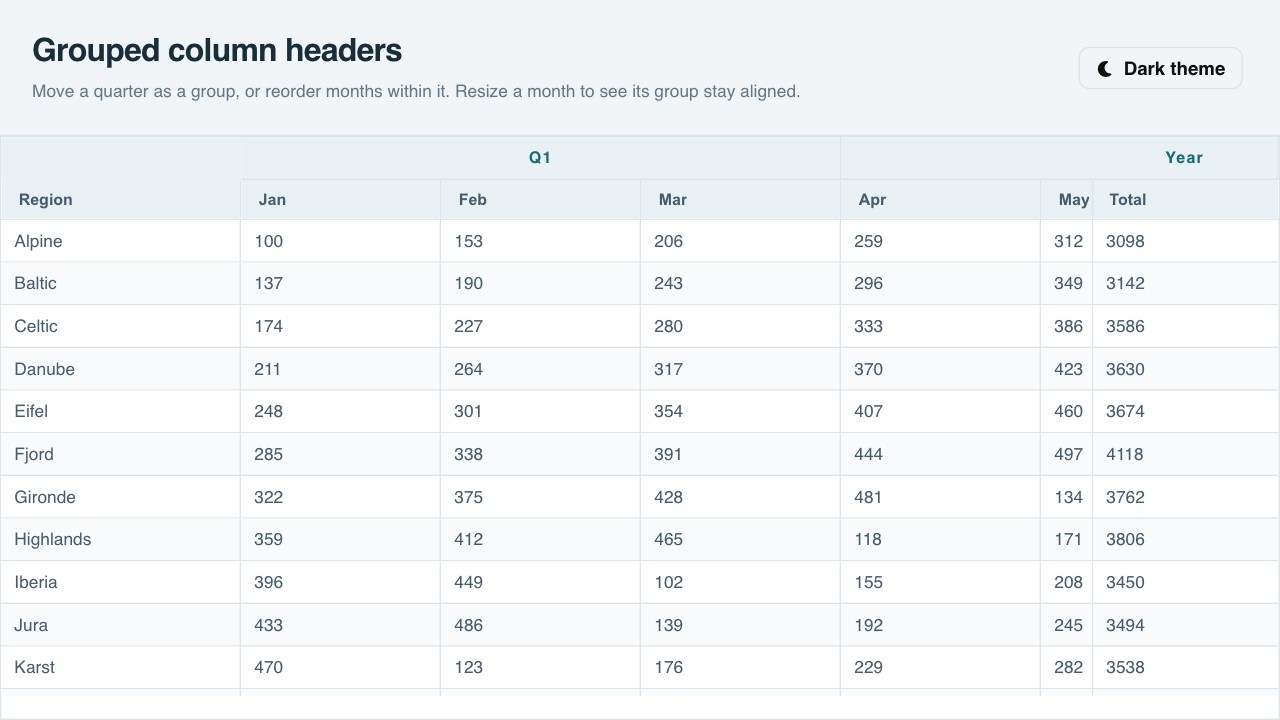 Grouped column headers
Move a quarter as a group, or reorder months within it. Resize a month to see its group stay aligned.
Dark theme
Q1 Year
Region Jan Feb Mar Apr May Total
Alpine 100 153 206 259 312 3098
Baltic 137 190 243 296 349 3142
Celtic 174 227 280 333 386 3586
Danube 211 264 317 370 423 3630
Eifel 248 301 354 407 460 3674
Fjord 285 338 391 444 497 4118
Gironde 322 375 428 481 134 3762
Highlands 359 412 465 118 171 3806
Iberia 396 449 102 155 208 3450
Jura 433 486 139 192 245 3494
Karst 470 123 176 229 282 3538